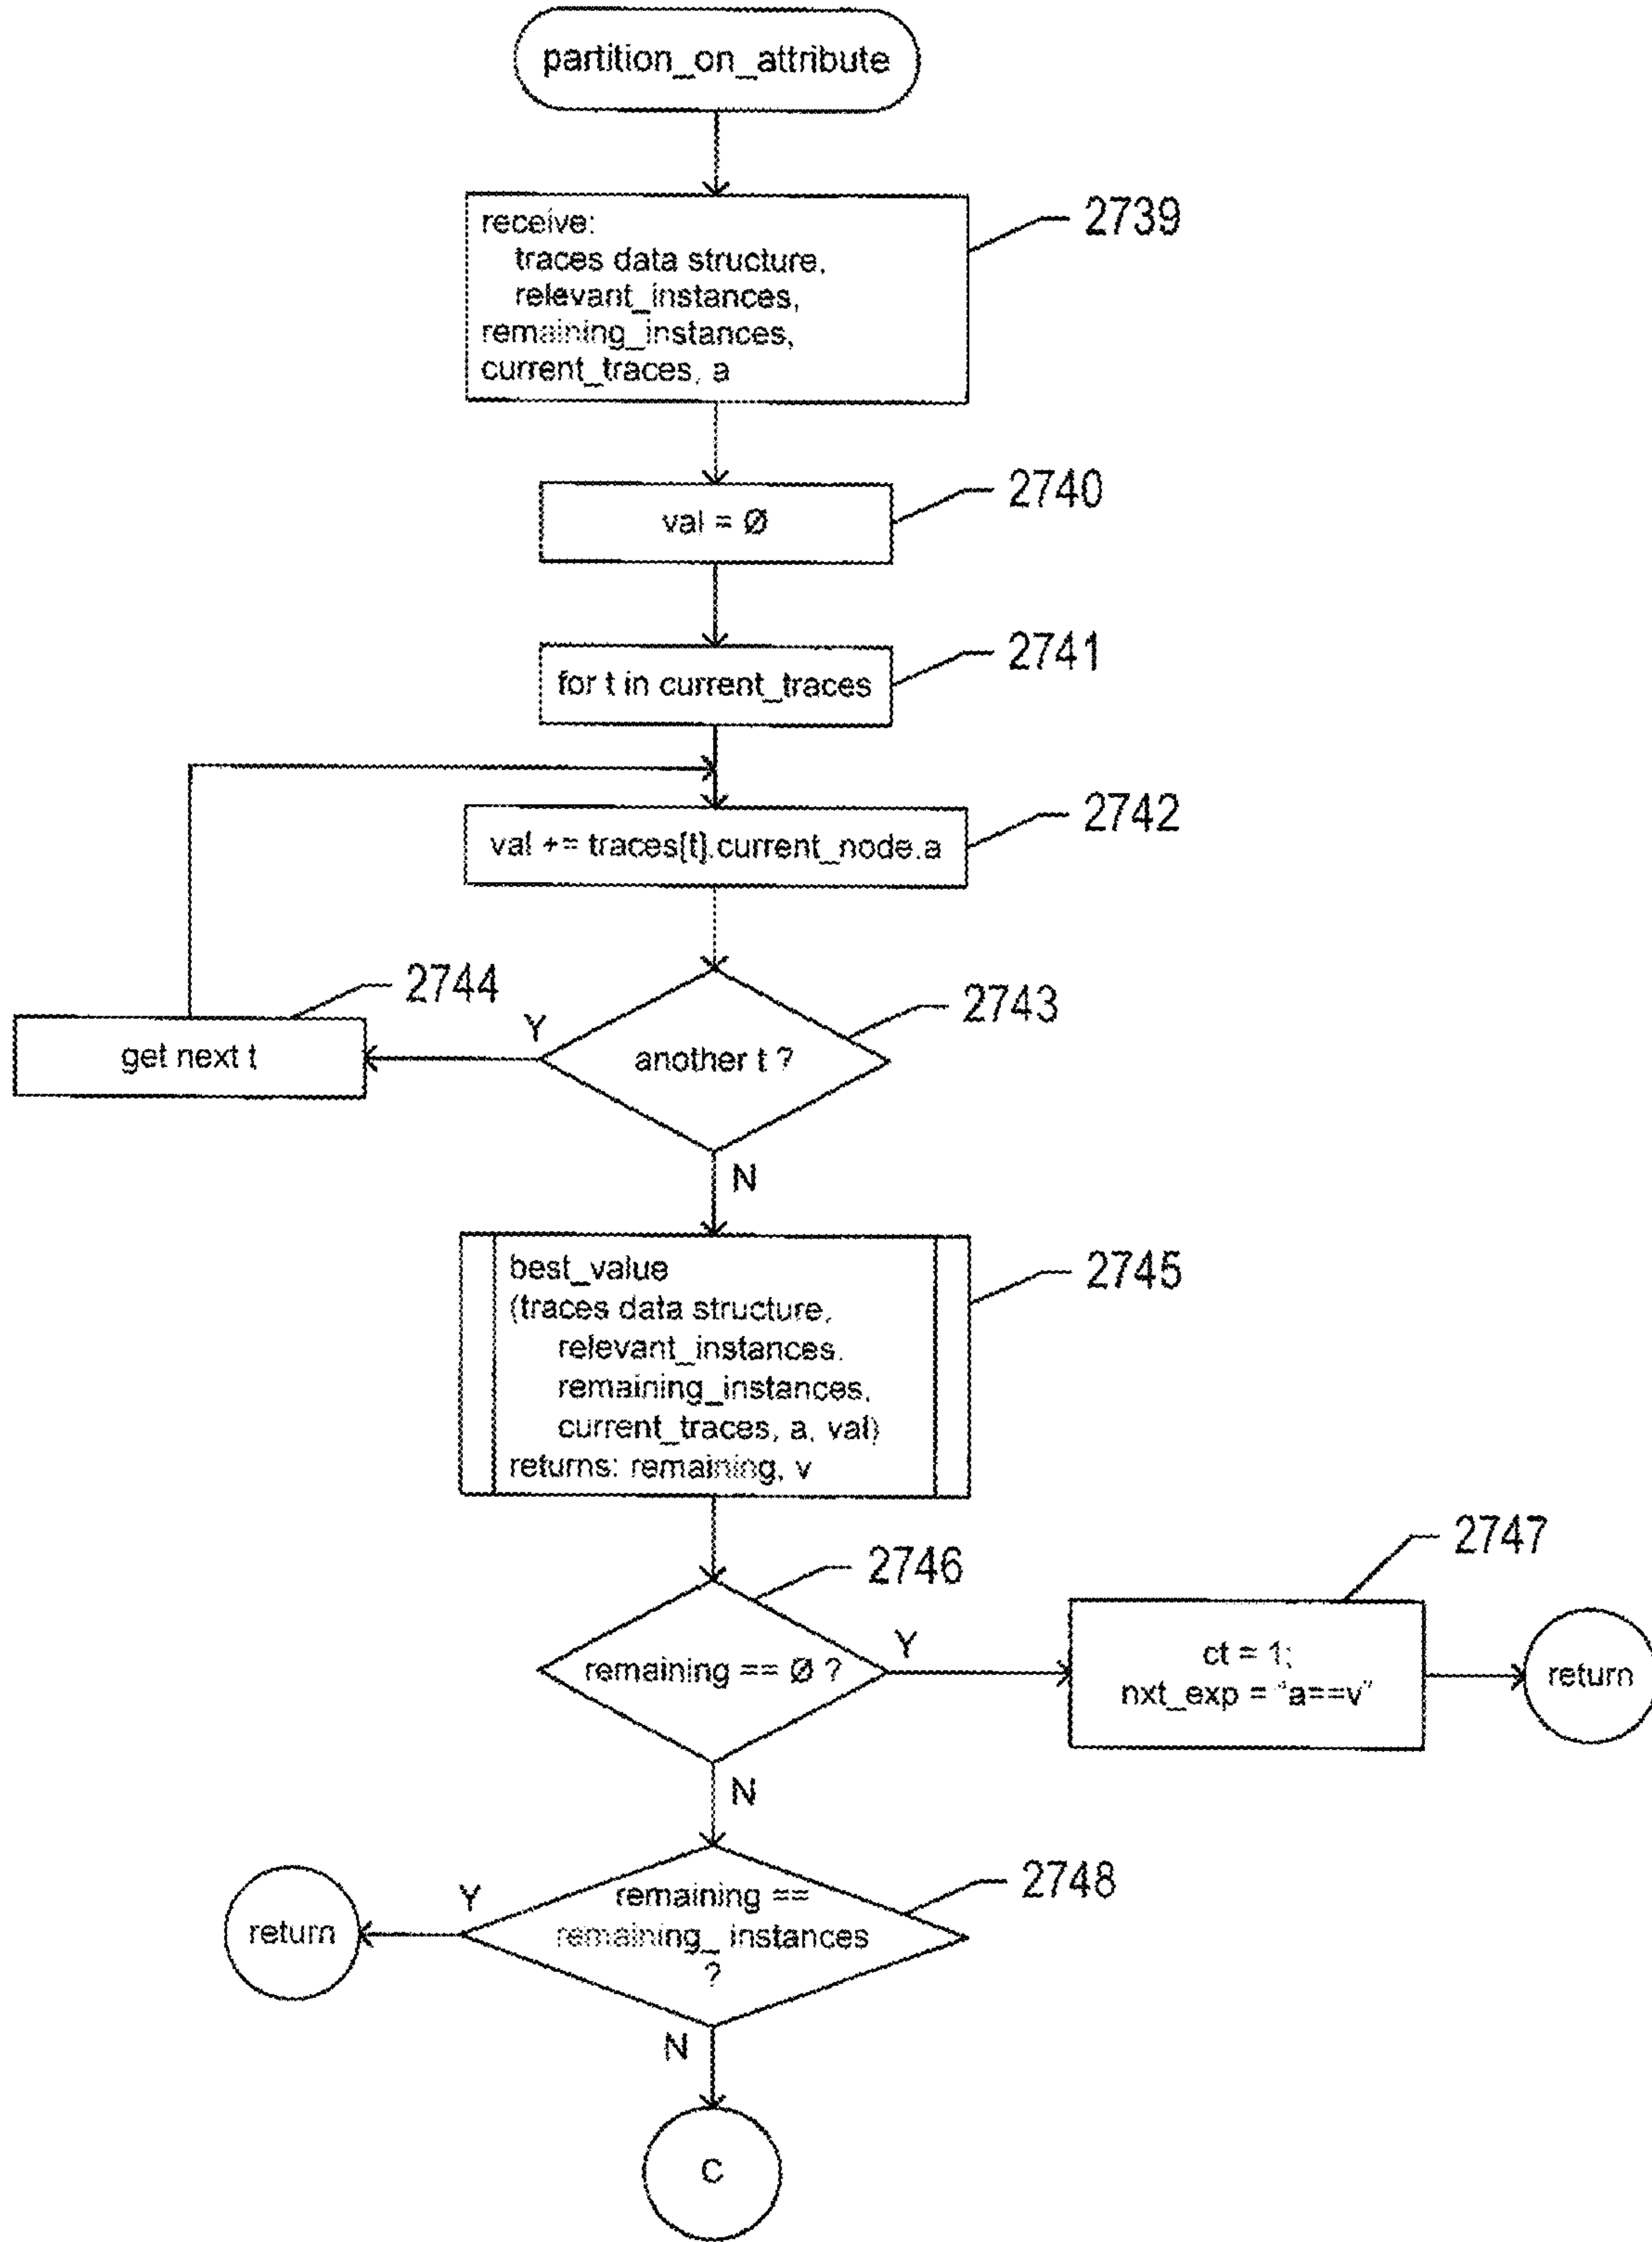 partition_on_attribute
receive:
traces data structure,
relevant_instances,
remaining_instances,
current_traces, a
2739
val = Ø
2740
for t in current_traces
2741
val += traces[t].current_node.a
2742
2744
get next t
Y
another t ?
2743
N
best_value
(traces data structure,
relevant_instances.
remaining_instances,
current_traces, a, val)
returns: remaining, v
2745
2746
remaining == Ø ?
Y
2747
ct = 1;
nxt_exp = "a==v"
return
N
2748
return
Y
remaining ==
remaining_ instances
?
N
C